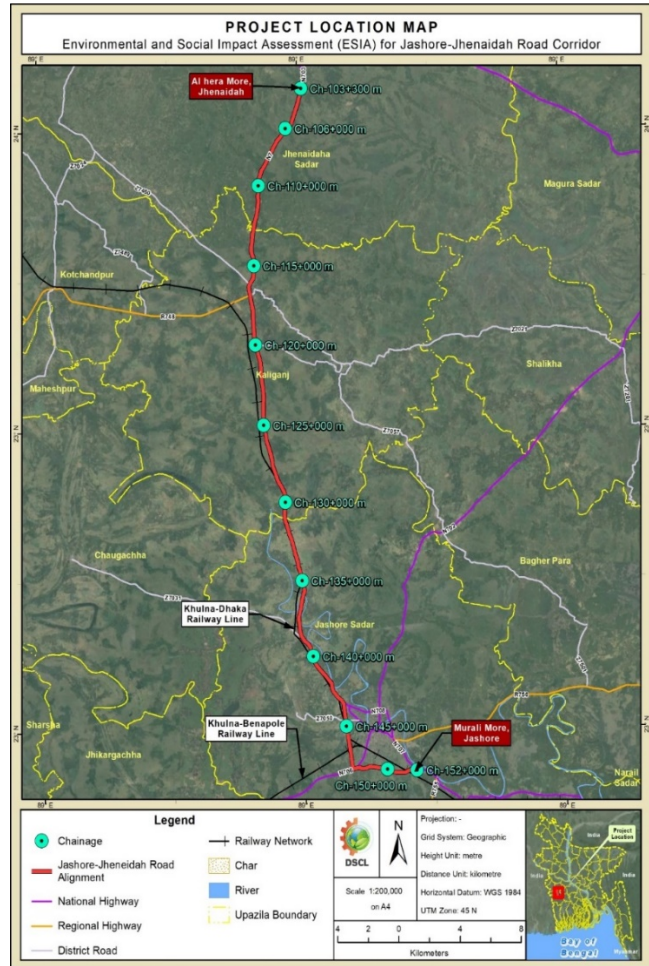 PROJECT LOCATION MAP
Environmental and Social Impact Assessment (ESIA) for Jashore-Jhenaidah Road Corridor
Al hera More,
Jhenaidah
Ch-103+300 m
Ch-106+000 m
Jhenaidaha
Sadar
N7
Ch-110+000 m
Magura Sadar
Ch-115+000 m
Kotchandpur
R748
Ch-120+000 m
Kaliganj
Shalikha
Maheshpur
Ch-125+000 m
Ch-130+000 m
Chaugachha
Bagher Para
Ch-135+000 m
Khulna-Dhaka
Railway Line
Jashore Sadar
Ch-140+000 m
Khulna-Benapole
Railway Line
Ch-145+000 m
Murali More,
Jashore
Sharsha
Jhikargachha
Ch-150+000 m
Ch-152+000 m
Narail
Sadar
Legend
Chainage
Jashore-Jheneidah Road
Alignment
National Highway
Regional Highway
District Road
Railway Network
Char
River
Upazila Boundary
DSCL
N
Scale 1:200,000
on A4
Projection: -
Grid System: Geographic
Height Unit: metre
Distance Unit: kilometre
Horizontal Datum: WGS 1984
UTM Zone: 45 N
4 2 0 4 8
Kilometers
India
Project
Location
India
India
Bay of
Bengal